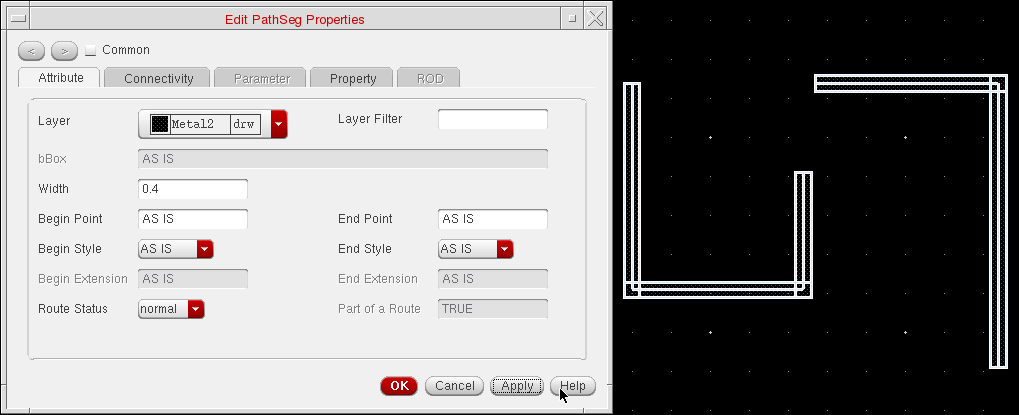 Edit PathSeg Properties
< > Common
Attribute Connectivity Parameter Property ROD
Layer Metal2 drw Layer Filter
bBox AS IS
Width 0.4
Begin Point AS IS End Point AS IS
Begin Style AS IS End Style AS IS
Begin Extension AS IS End Extension AS IS
Route Status normal Part of a Route TRUE
OK Cancel Apply Help